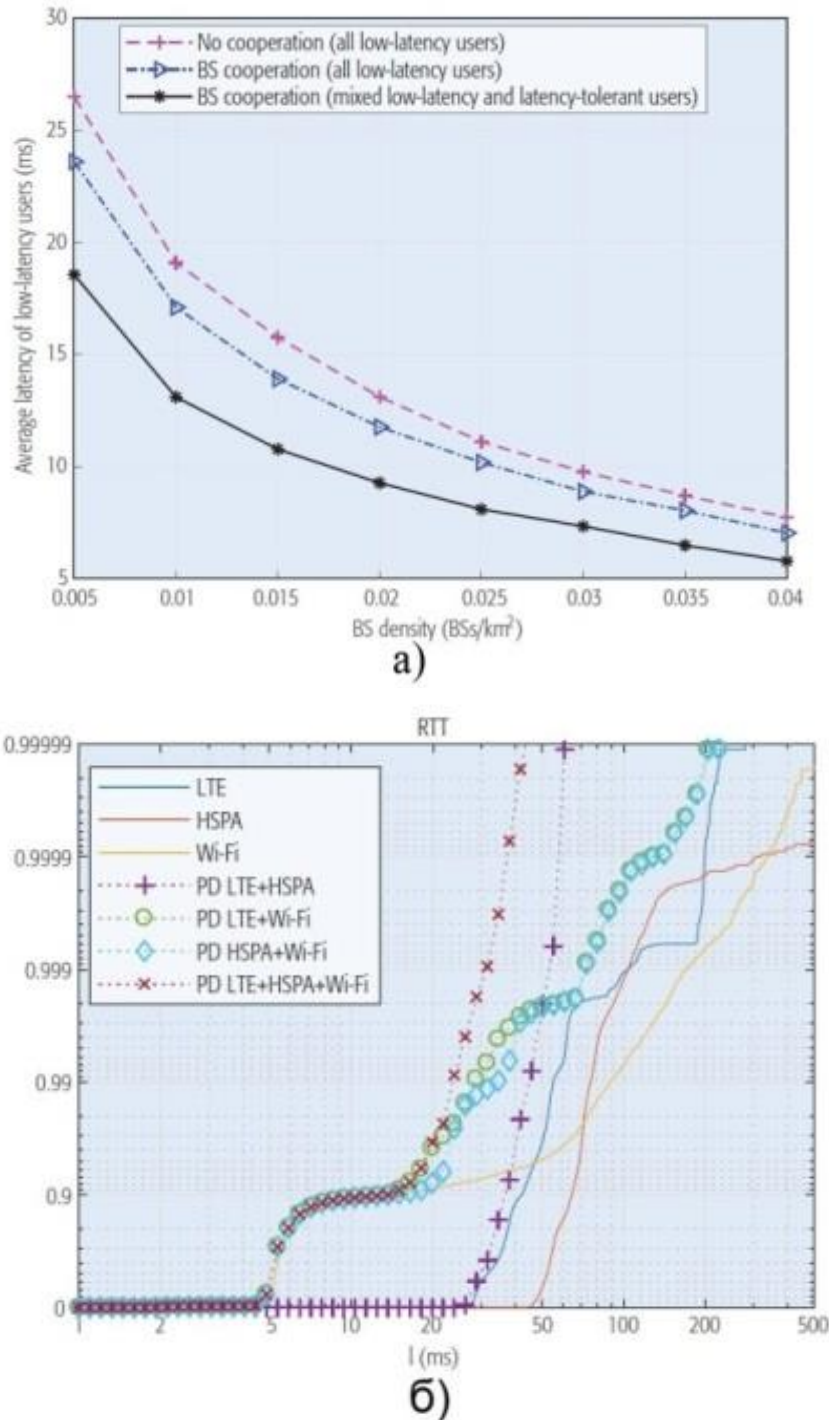 30
25
20
15
10
5
Average latency of low-latency users (ms)
No cooperation (all low-latency users)
BS cooperation (all low-latency users)
BS cooperation (mixed low-latency and latency-tolerant users)
0.005 0.01 0.015 0.02 0.025 0.03 0.035 0.04
BS density (BSs/km²)
а)
RTT
0.99999
0.9999
0.999
0.99
0.9
0
LTE
HSPA
Wi-Fi
PD LTE+HSPA
PD LTE+Wi-Fi
PD HSPA+Wi-Fi
PD LTE+HSPA+Wi-Fi
1 2 5 10 20 50 100 200 500
l (ms)
б)